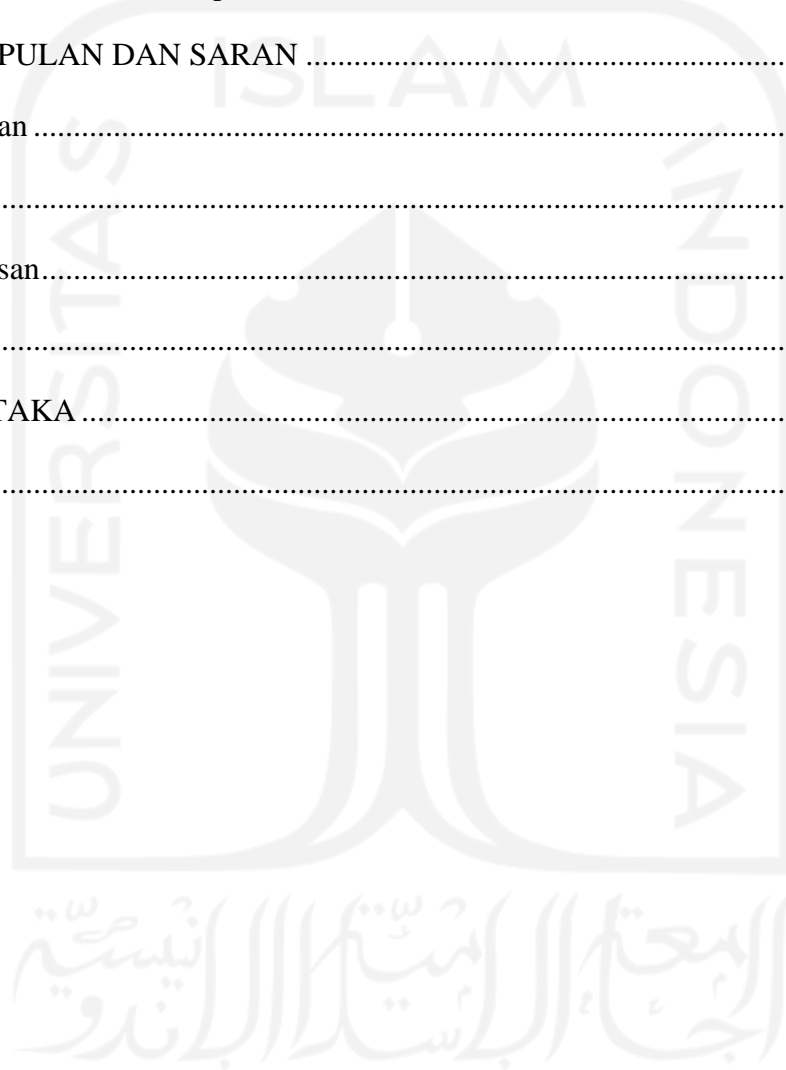 PULAN DAN SARAN ........................................................................
an ........................................................................................................
............................................................................................................
san........................................................................................................
............................................................................................................
TAKA ..................................................................................................
............................................................................................................
ISLAM
UNIVERSITAS
INDONESIA